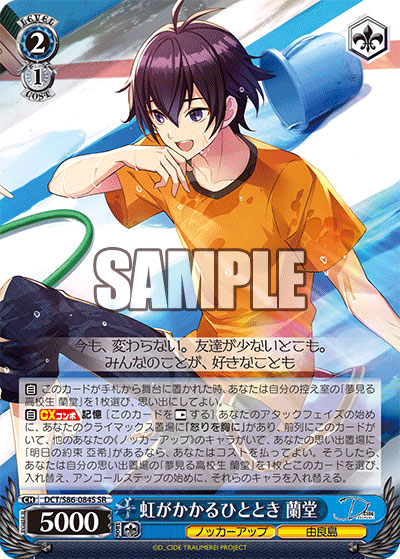 LEVEL
2
1
COST
SAMPLE
今も、変わらない。友達が少ないとこも。
みんなのことが、好きなことも
自 このカードが手札から舞台に置かれた時、あなたは自分の控え室の「夢見る
高校生 蘭堂」を1枚選び、思い出にしてよい。
自 CXコンボ 記憶 ［このカードを する］ あなたのアタックフェイズの始め
に、あなたのクライマックス置場に「怒りを胸に」があり、前列にこのカードが
いて、他のあなたの《ノッカーアップ》のキャラがいて、あなたの思い出置場に
「明日の約束 亜希」があるなら、あなたはコストを払ってよい。そうしたら、
あなたは自分の思い出置場の「夢見る高校生 蘭堂」とこのカードを選び、
入れ替え、アンコールステップの始めに、それらのキャラを入れ替える。
CH DCT/S86-084S SR
5000
虹がかかるひととき 蘭堂
ノッカーアップ
由良島
©D_CIDE TRAUMEREI PROJECT